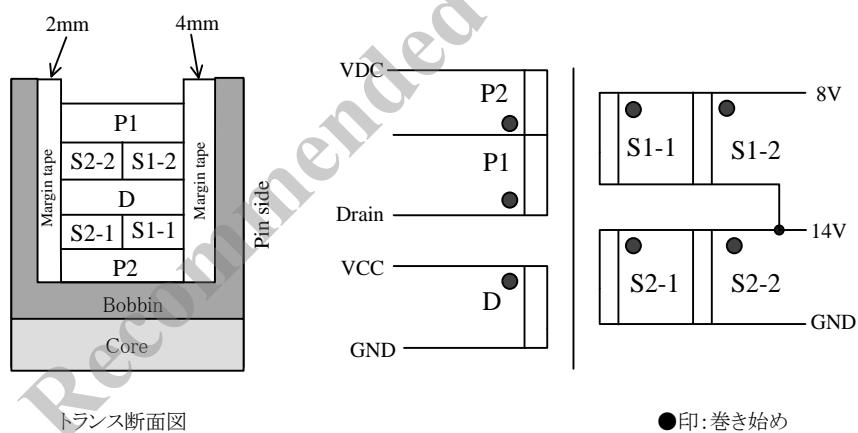 2mm
4mm
P1
S2-2
S1-2
D
S2-1
S1-1
P2
Margin tape
Margin tape
Pin side
Bobbin
Core
トランス断面図
VDC
P2
P1
Drain
VCC
D
GND
8V
S1-1
S1-2
14V
S2-1
S2-2
GND
●印：巻き始め
Recommended